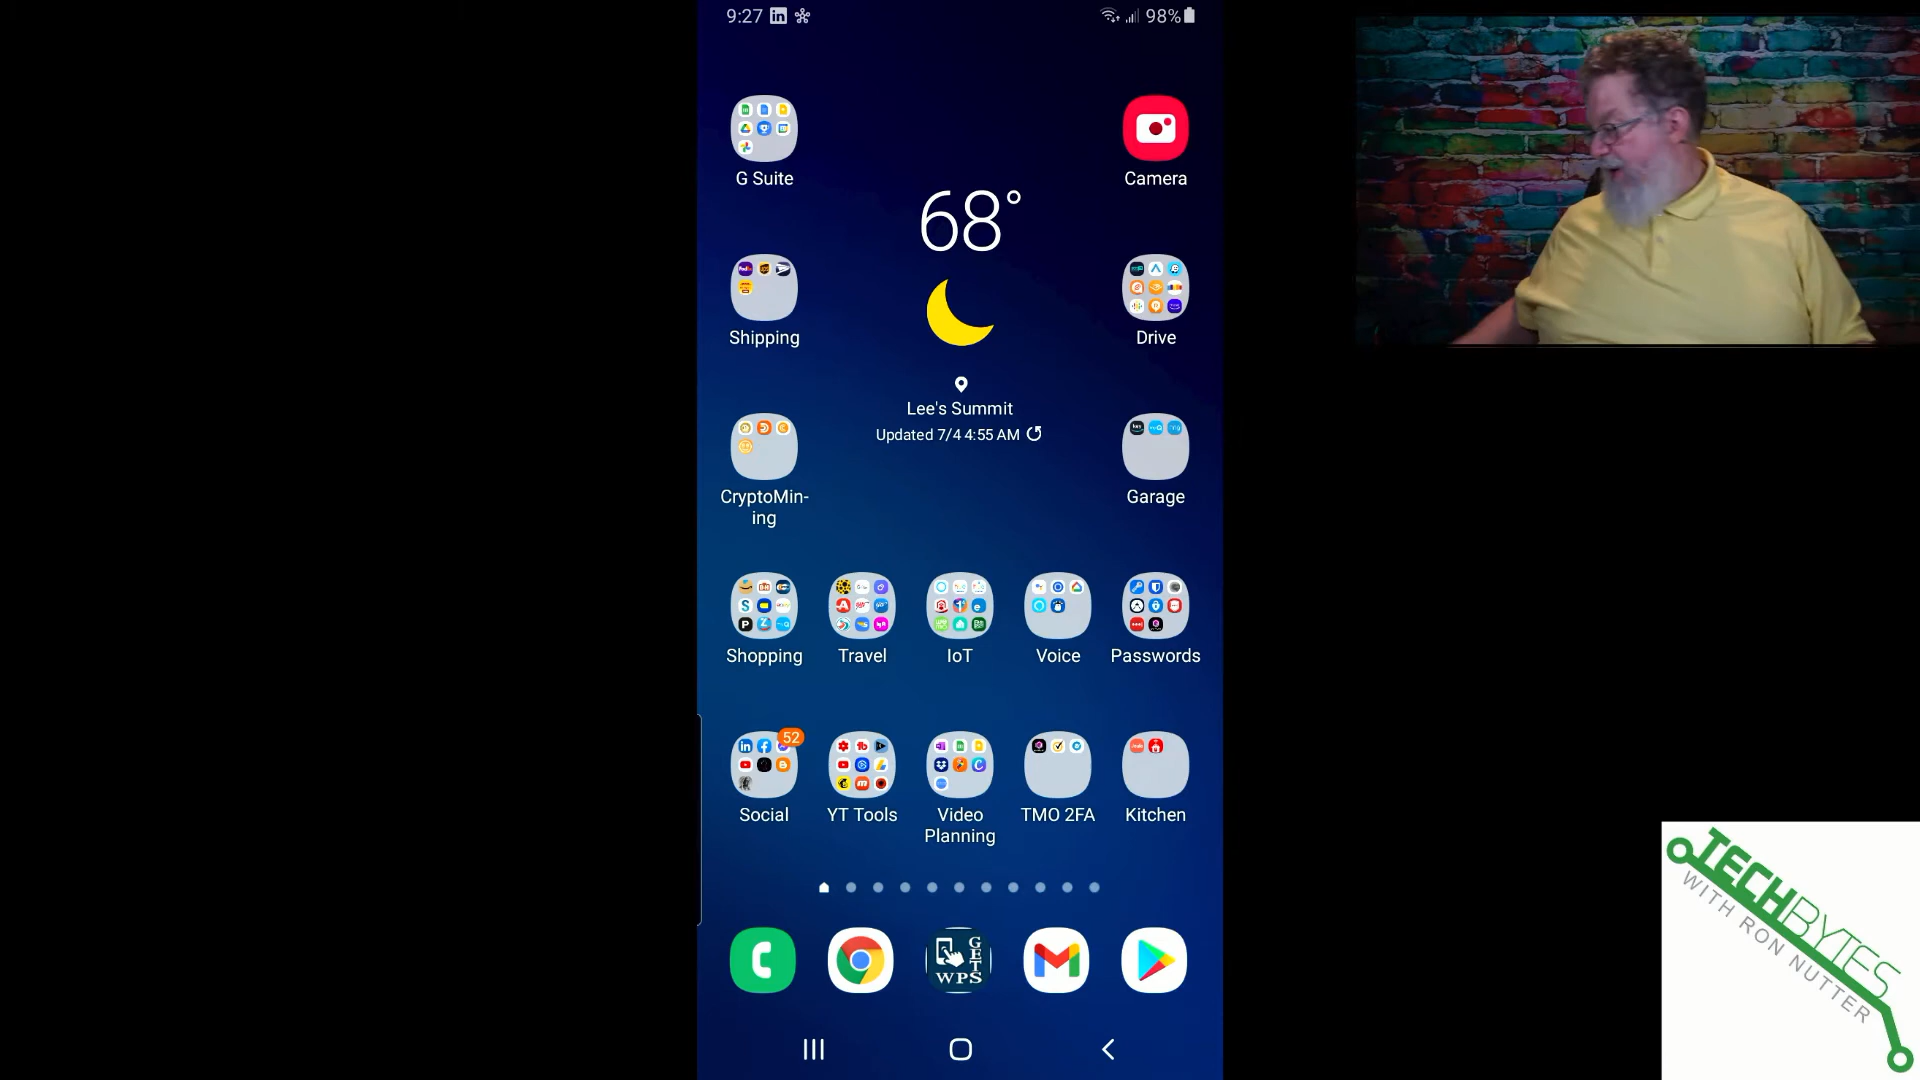 9:27
98%
G Suite
Camera
68°
Shipping
Drive
Lee's Summit
Updated 7/4 4:55 AM
CryptoMin-
ing
Garage
Shopping
Travel
IoT
Voice
Passwords
52
Social
YT Tools
Video
Planning
TMO 2FA
Kitchen
GETS
WPS
TECHBYTES
WITH RON NUTTER